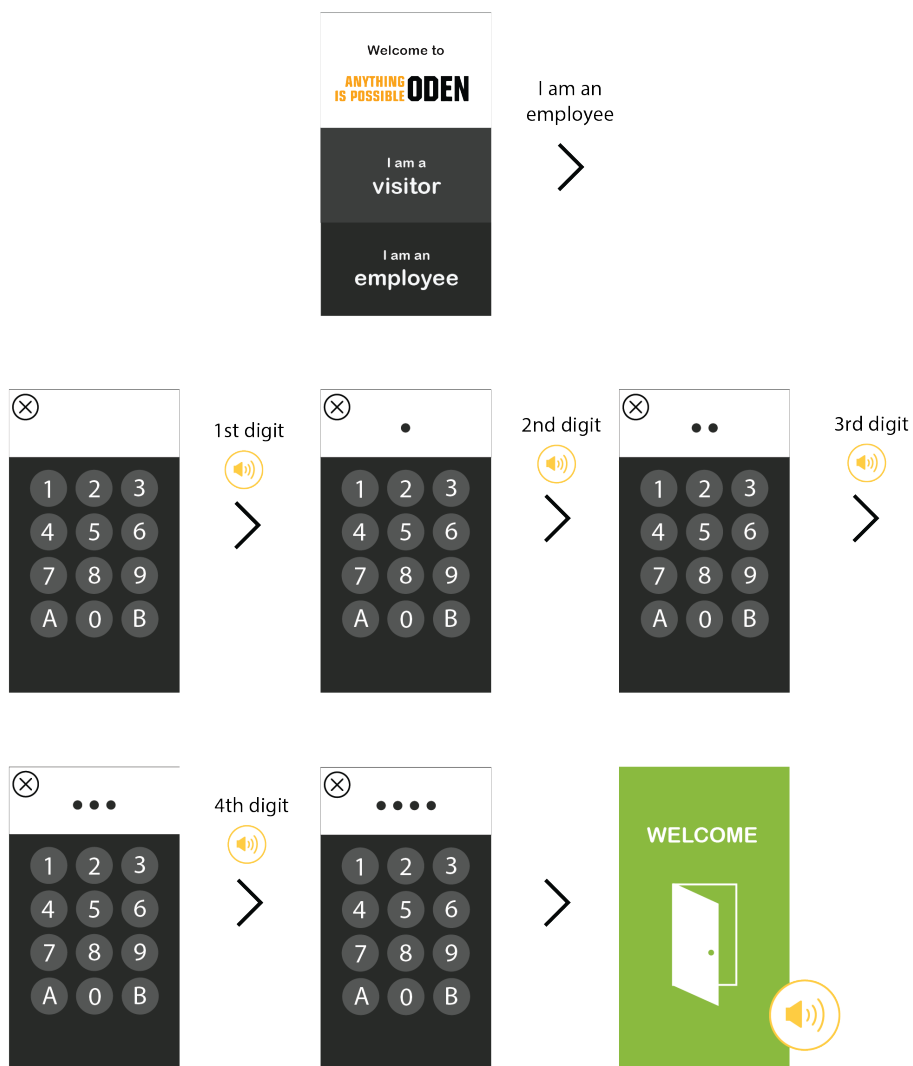 Welcome to
ANYTHING
IS POSSIBLE ODEN
I am a
visitor
I am an
employee
I am an
employee
1st digit
1 2 3
4 5 6
7 8 9
A 0 B
2nd digit
1 2 3
4 5 6
7 8 9
A 0 B
3rd digit
1 2 3
4 5 6
7 8 9
A 0 B
4th digit
1 2 3
4 5 6
7 8 9
A 0 B
1 2 3
4 5 6
7 8 9
A 0 B
WELCOME